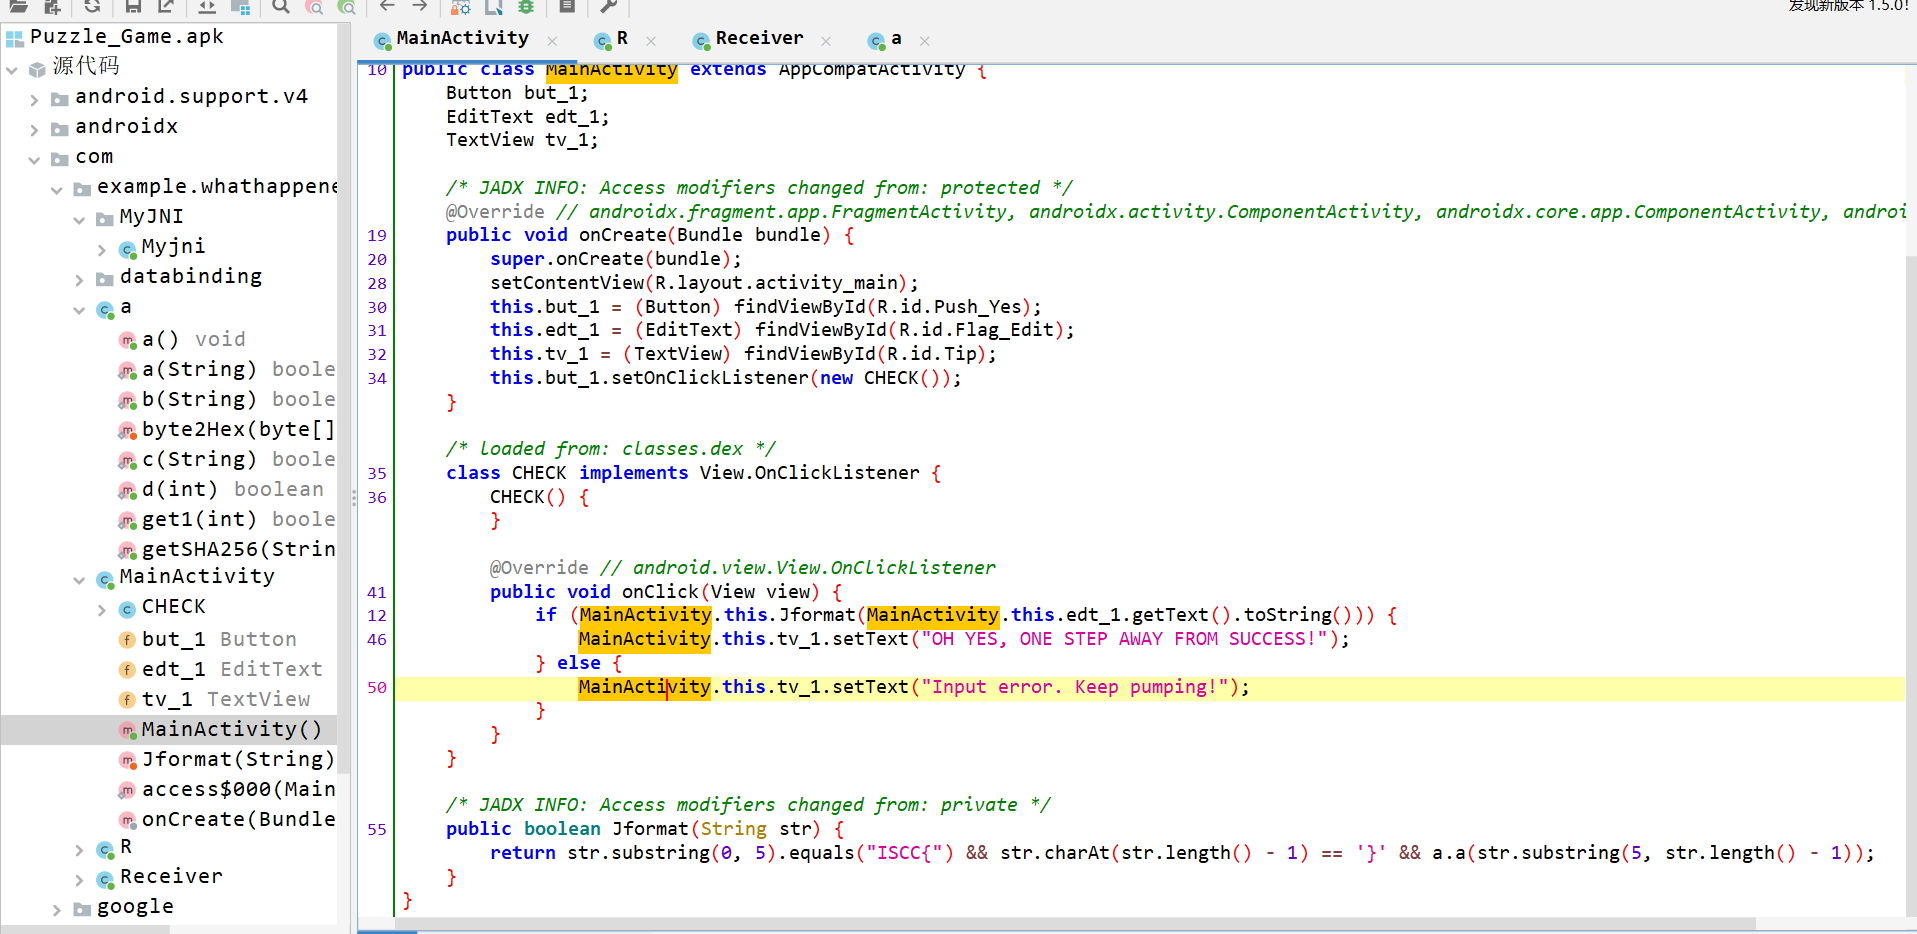 发现新版本 1.5.0!
Puzzle_Game.apk
源代码
android.support.v4
androidx
com
example.whathappene
MyJNI
Myjni
databinding
a
a() void
a(String) boole
b(String) boole
byte2Hex(byte[]
c(String) boole
d(int) boolean
get1(int) boole
getSHA256(Strin
MainActivity
CHECK
but_1 Button
edt_1 EditText
tv_1 TextView
MainActivity()
Jformat(String)
access$000(Main
onCreate(Bundle
R
Receiver
google
MainActivity × R × Receiver × a ×
10 public class MainActivity extends AppCompatActivity {
Button but_1;
EditText edt_1;
TextView tv_1;
/* JADX INFO: Access modifiers changed from: protected */
@Override // androidx.fragment.app.FragmentActivity, androidx.activity.ComponentActivity, androidx.core.app.ComponentActivity, androi
19 public void onCreate(Bundle bundle) {
20 super.onCreate(bundle);
28 setContentView(R.layout.activity_main);
30 this.but_1 = (Button) findViewById(R.id.Push_Yes);
31 this.edt_1 = (EditText) findViewById(R.id.Flag_Edit);
32 this.tv_1 = (TextView) findViewById(R.id.Tip);
34 this.but_1.setOnClickListener(new CHECK());
}
/* loaded from: classes.dex */
35 class CHECK implements View.OnClickListener {
36 CHECK() {
}
@Override // android.view.View.OnClickListener
41 public void onClick(View view) {
12 if (MainActivity.this.Jformat(MainActivity.this.edt_1.getText().toString())) {
46 MainActivity.this.tv_1.setText("OH YES, ONE STEP AWAY FROM SUCCESS!");
} else {
50 MainActivity.this.tv_1.setText("Input error. Keep pumping!");
}
}
}
/* JADX INFO: Access modifiers changed from: private */
55 public boolean Jformat(String str) {
return str.substring(0, 5).equals("ISCC{") && str.charAt(str.length() - 1) == '}' && a.a(str.substring(5, str.length() - 1));
}
}